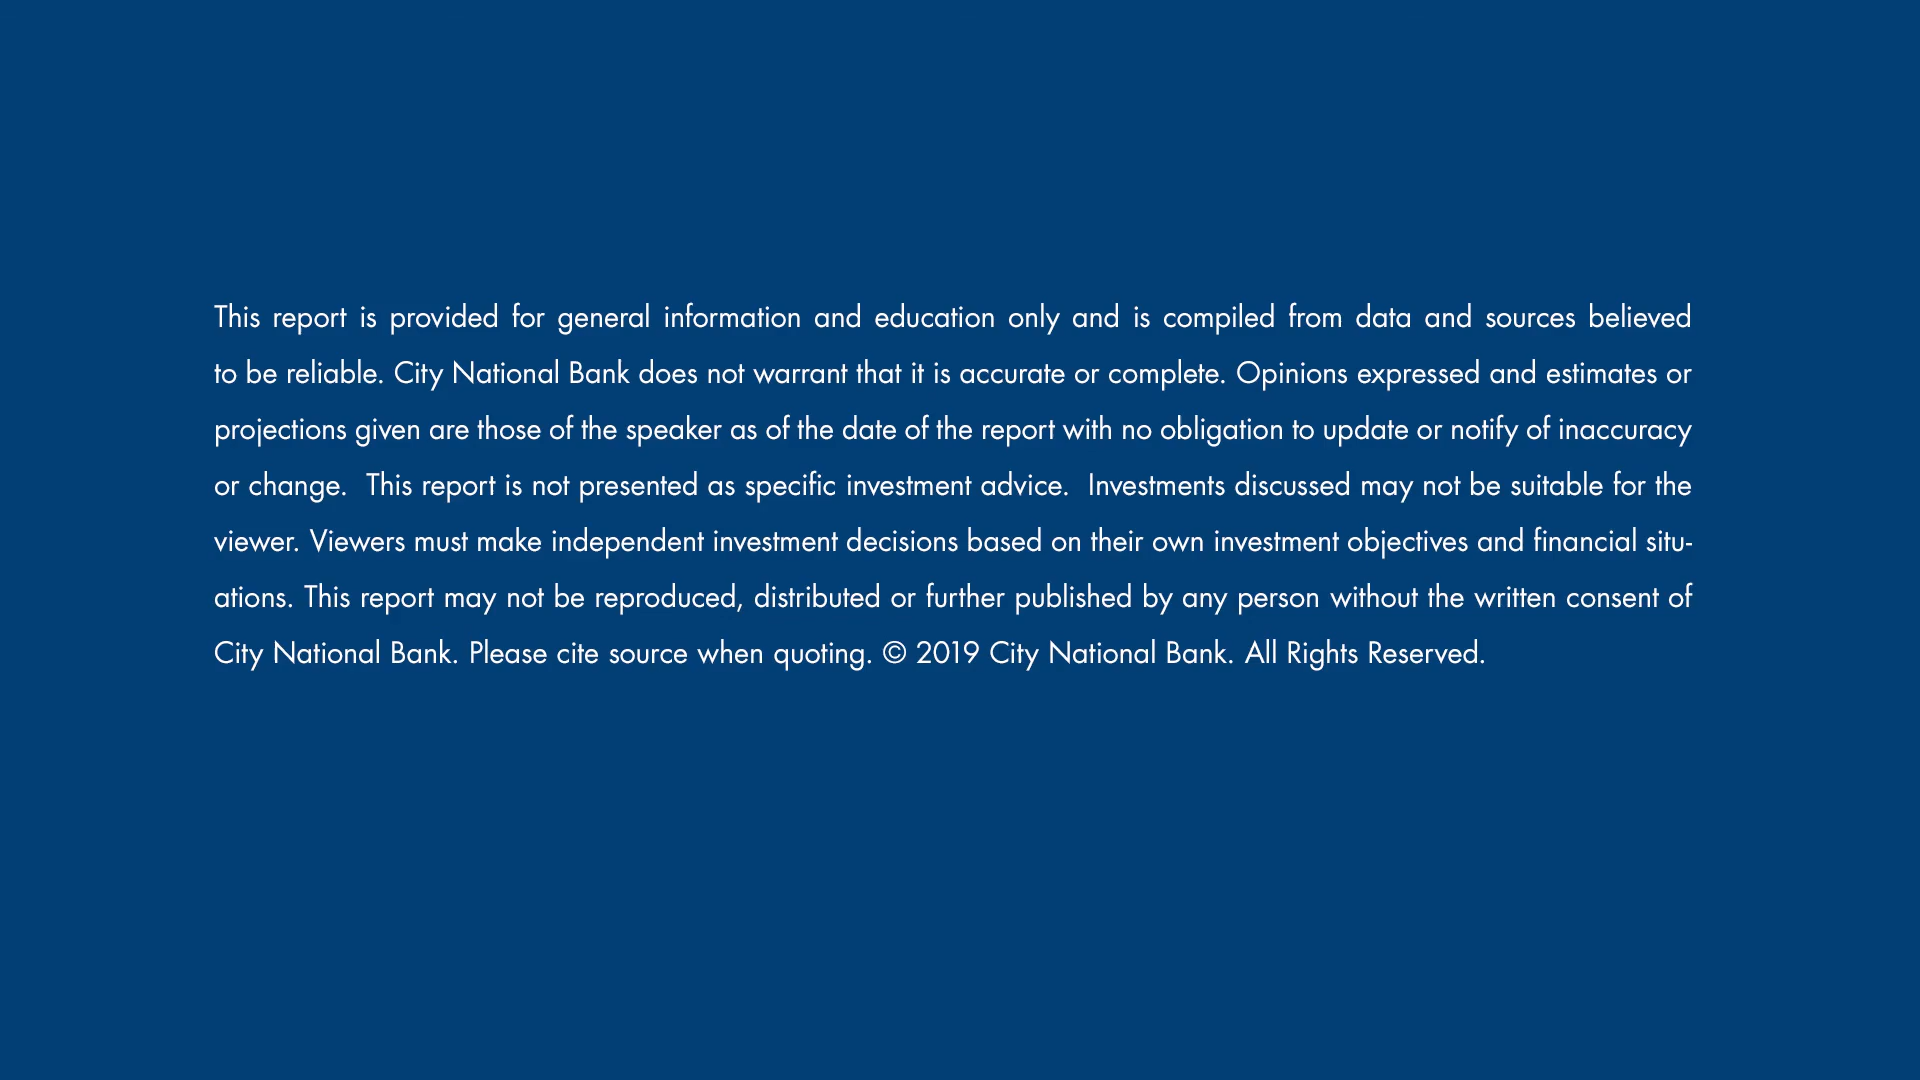 This report is provided for general information and education only and is compiled from data and sources believed
to be reliable. City National Bank does not warrant that it is accurate or complete. Opinions expressed and estimates or
projections given are those of the speaker as of the date of the report with no obligation to update or notify of inaccuracy
or change.  This report is not presented as specific investment advice.  Investments discussed may not be suitable for the
viewer. Viewers must make independent investment decisions based on their own investment objectives and financial situ-
ations. This report may not be reproduced, distributed or further published by any person without the written consent of
City National Bank. Please cite source when quoting. © 2019 City National Bank. All Rights Reserved.